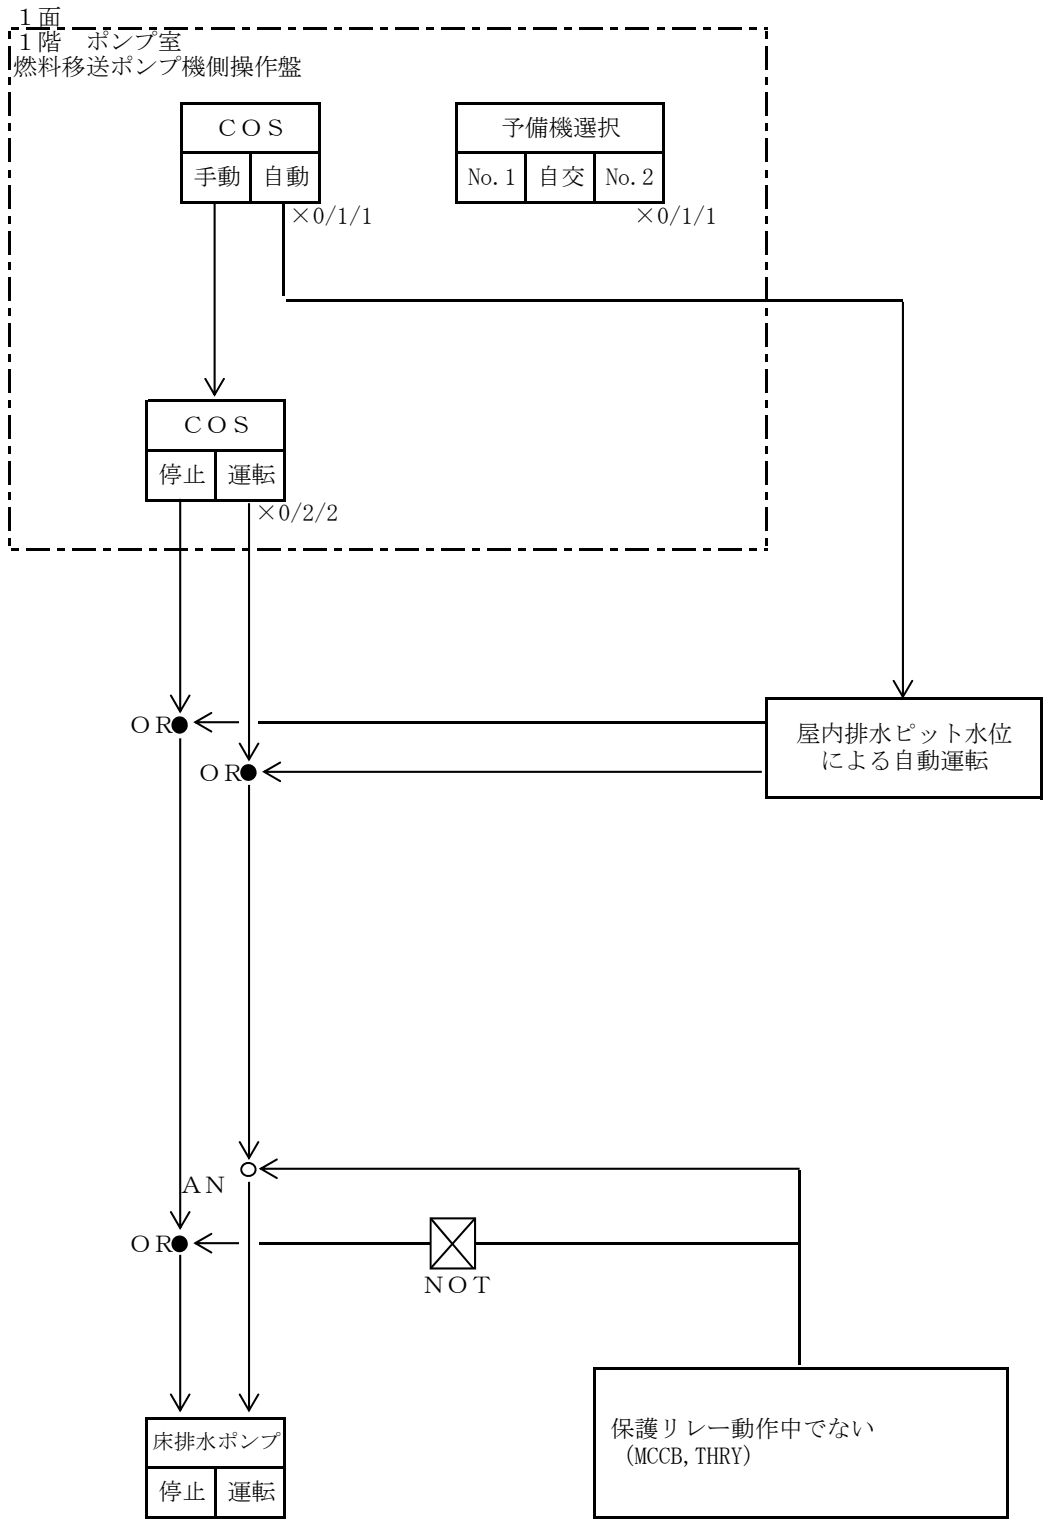 １面
１階　ポンプ室
燃料移送ポンプ機側操作盤
ＣＯＳ
手動 自動
×0/1/1
予備機選択
No.1 自交 No.2
×0/1/1
ＣＯＳ
停止 運転
×0/2/2
ＯＲ
ＯＲ
屋内排水ピット水位
による自動運転
ＡＮ
ＯＲ
ＮＯＴ
保護リレー動作中でない
(MCCB,THRY)
床排水ポンプ
停止 運転